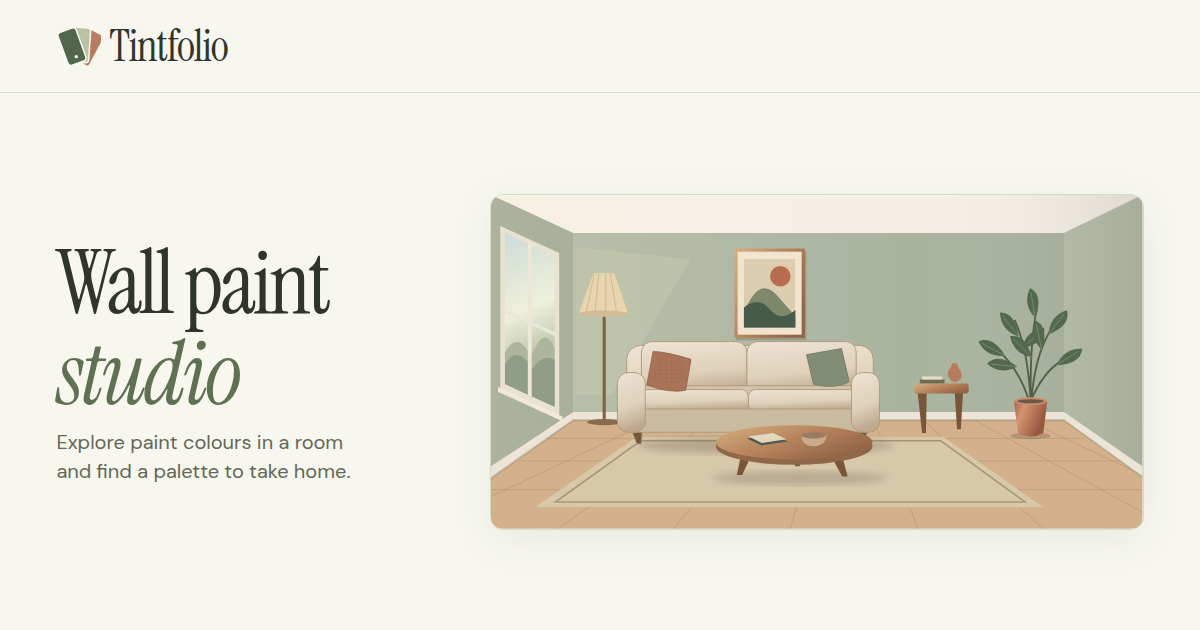 Tintfolio
Wall paint
studio
Explore paint colours in a room
and find a palette to take home.